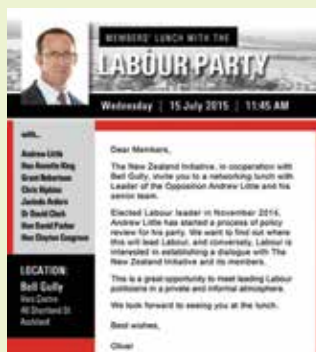 MEMBERS' LUNCH WITH THE
LABOUR PARTY
Wednesday | 15 July 2015 | 11:45 AM
with...
Andrew Little
Hon Annette King
Grant Robertson
Chris Hipkins
Jacinda Ardern
Dr David Clark
Hon David Parker
Hon Clayton Cosgrove
LOCATION:
Bell Gully
Vero Centre
48 Shortland St
Auckland
Dear Members,
The New Zealand Initiative, in cooperation with
Bell Gully, invite you to a networking lunch with
Leader of the Opposition Andrew Little and his
senior team.
Elected Labour leader in November 2014,
Andrew Little has started a process of policy
review for his party. We want to find out where
this will lead Labour, and conversely, Labour is
interested in establishing a dialogue with The
New Zealand Initiative and its members.
This is a great opportunity to meet leading Labour
politicians in a private and informal atmosphere.
We look forward to seeing you at the lunch.
Best wishes,
Oliver